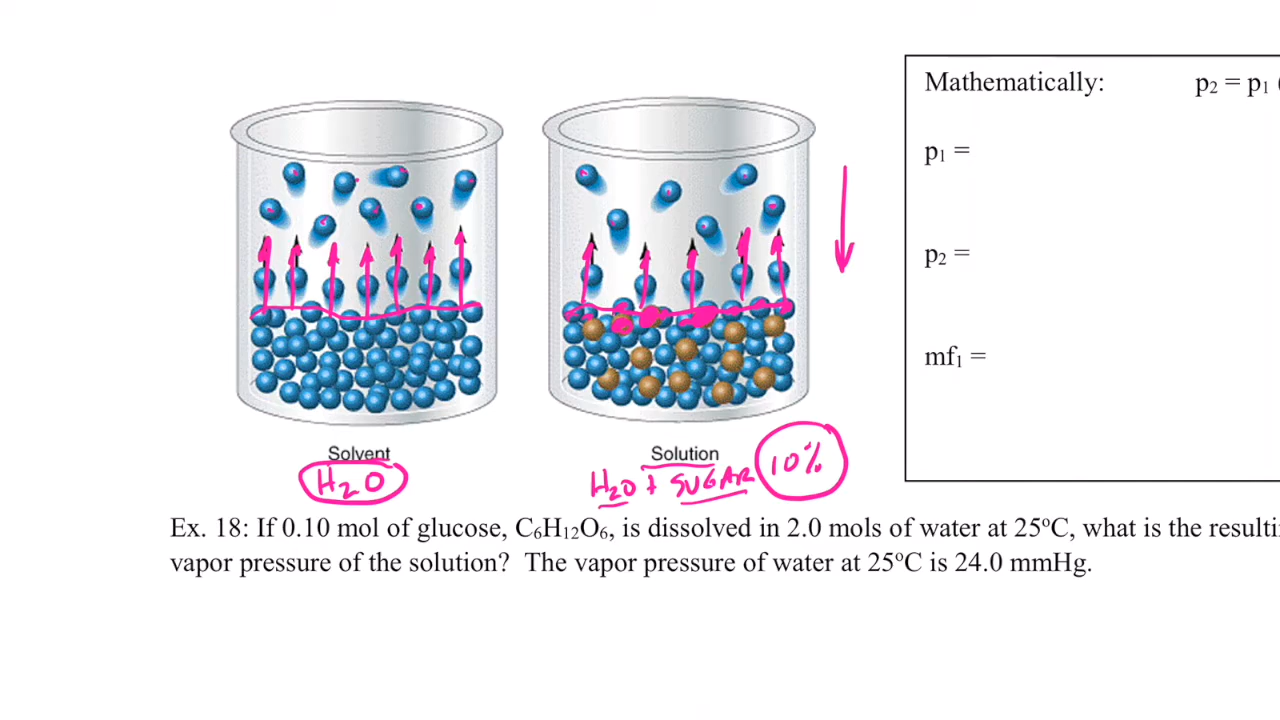 Mathematically: p₂ = p₁ (
p₁ =
p₂ =
mf₁ =
Solvent
H₂O
Solution
H₂O + SUGAR 10%
Ex. 18: If 0.10 mol of glucose, C₆H₁₂O₆, is dissolved in 2.0 mols of water at 25ºC, what is the resulti
vapor pressure of the solution? The vapor pressure of water at 25ºC is 24.0 mmHg.